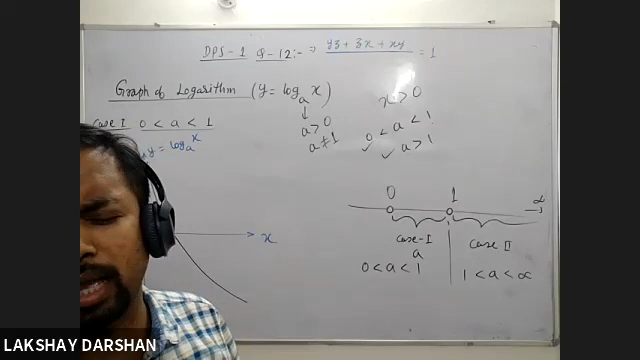 DPS-1 Q-12:- ⇒ yz + zx + xy = 1
Graph of Logarithm (y = log_a x)
↓
a > 0
a ≠ 1
x > 0
0 < a < 1
✓ ✓ a > 1
Case I 0 < a < 1
y = log_a x
x
0 1 ∝
Case-I
a
0 < a < 1
Case II
1 < a < ∝
LAKSHAY DARSHAN